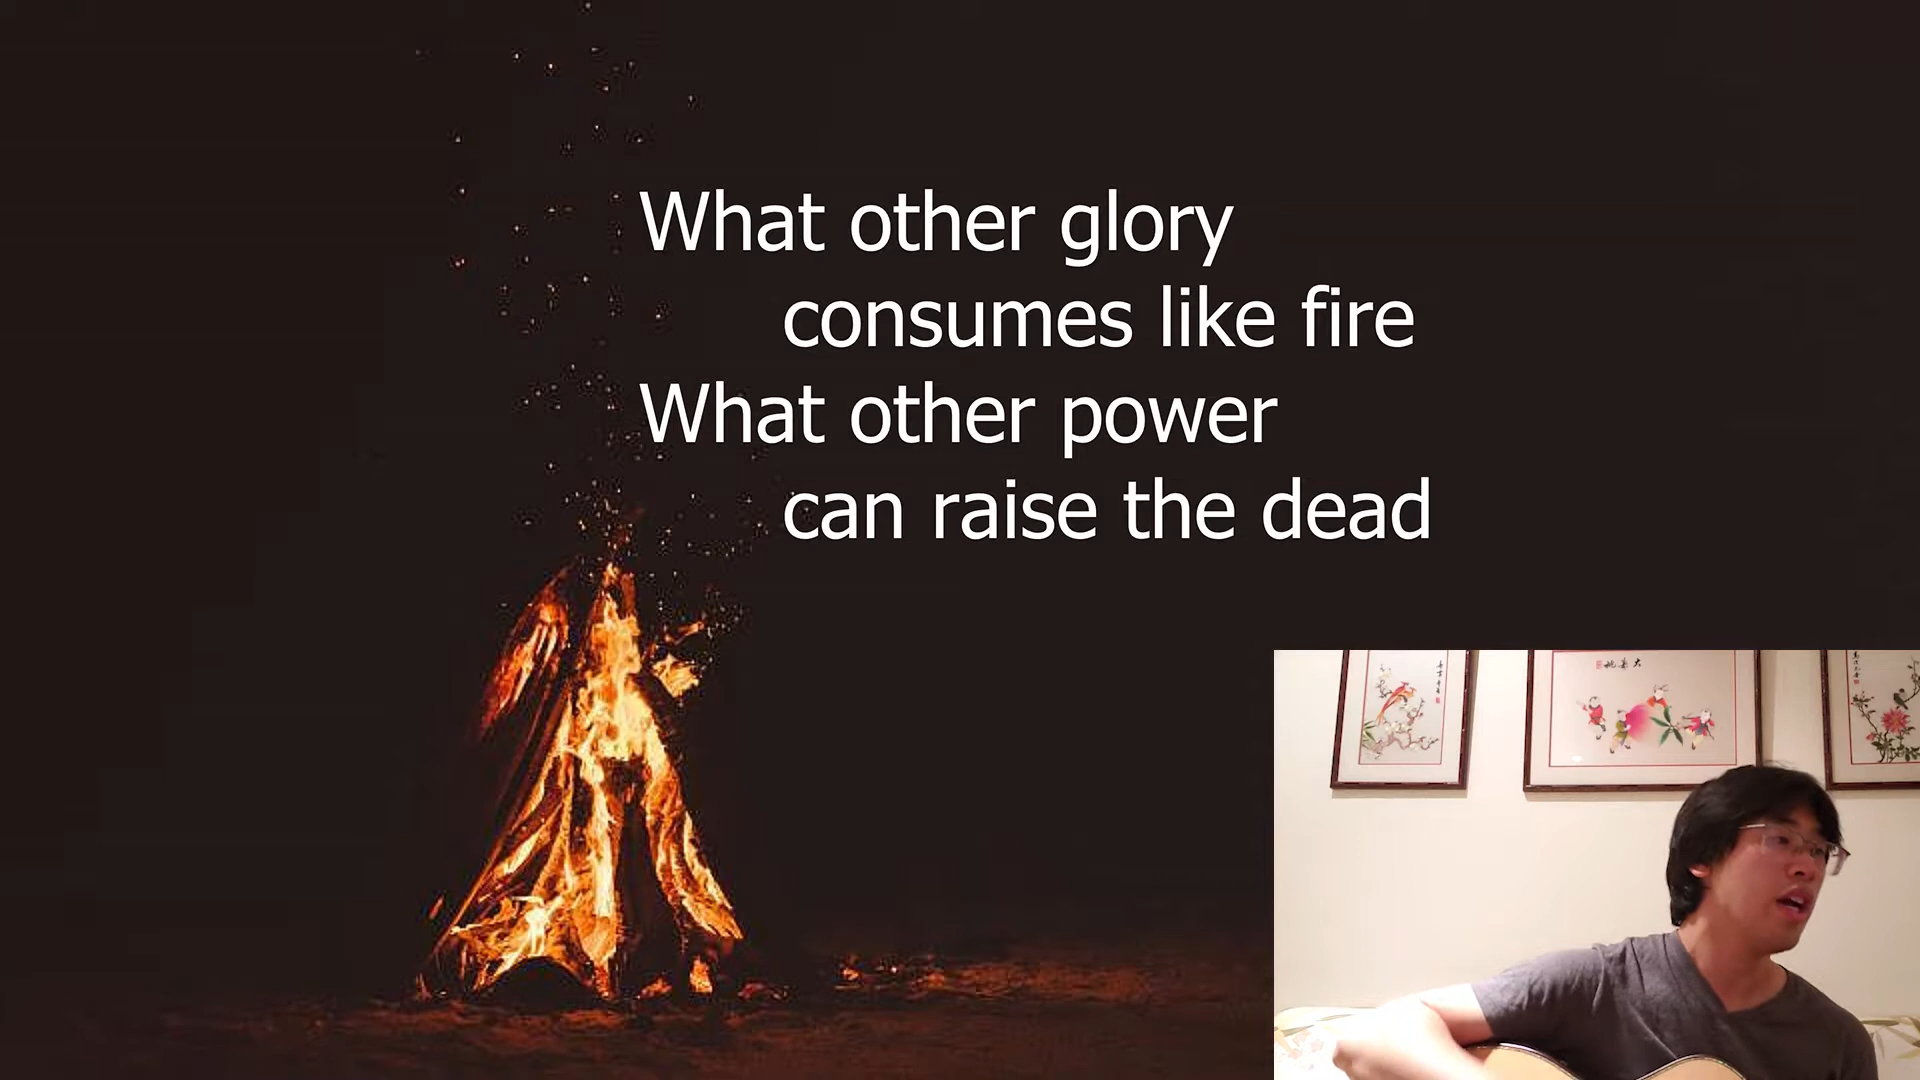 What other glory
consumes like fire
What other power
can raise the dead